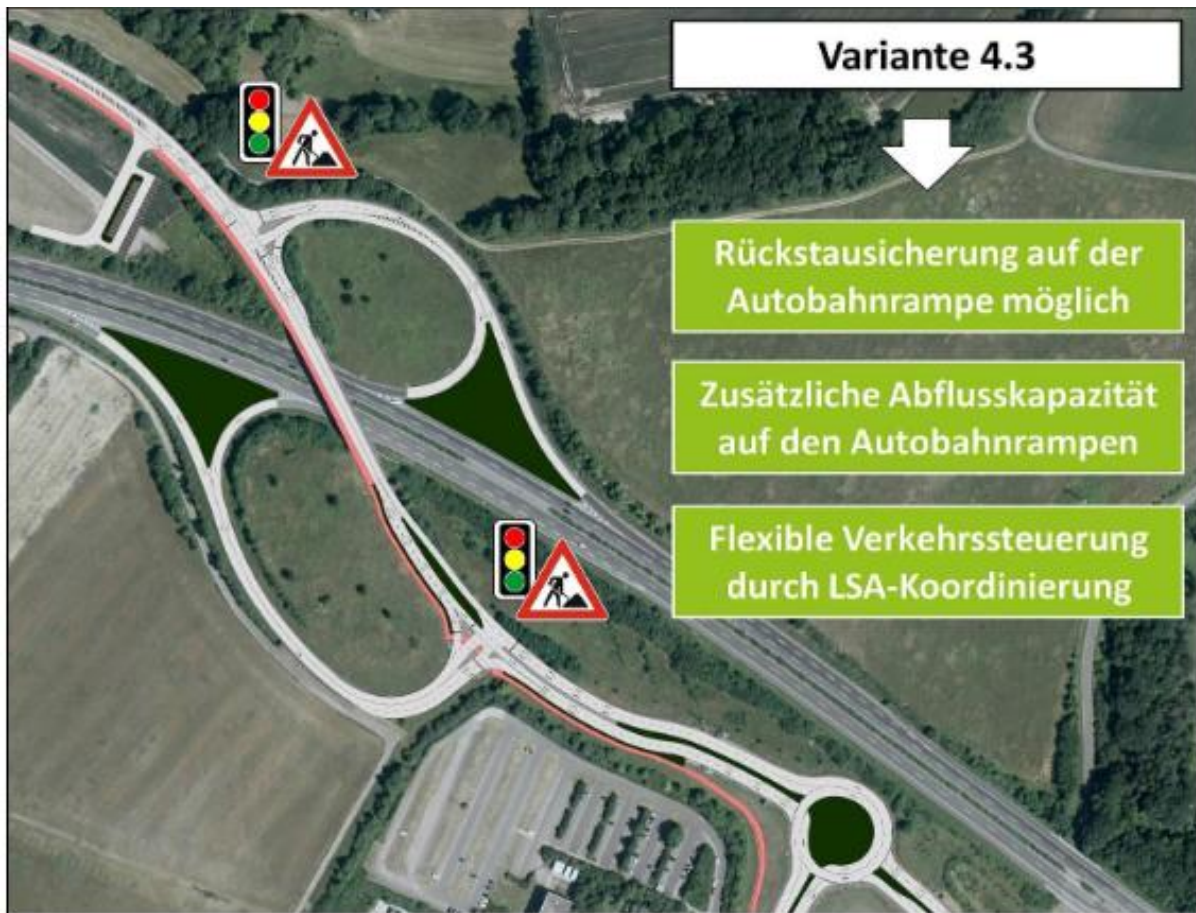 Variante 4.3
Rückstausicherung auf der
Autobahnrampe möglich
Zusätzliche Abflusskapazität
auf den Autobahnrampen
Flexible Verkehrssteuerung
durch LSA-Koordinierung